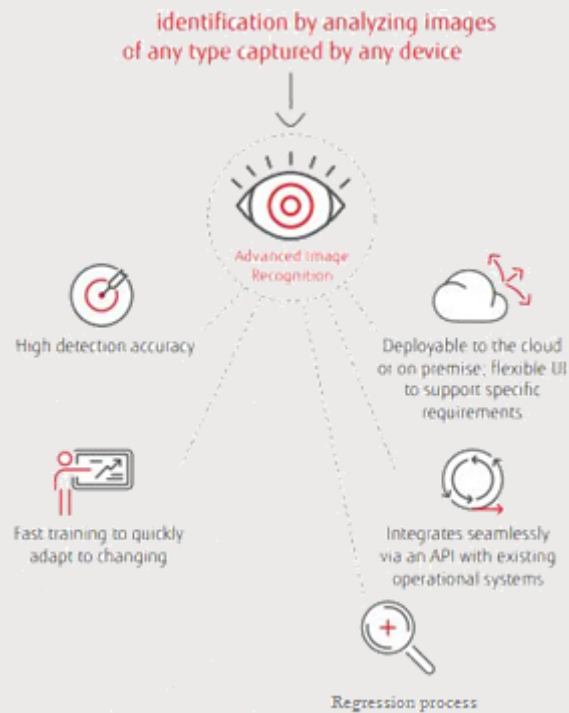 identification by analyzing images
of any type captured by any device
Advanced Image
Recognition
High detection accuracy
Deployable to the cloud
or on premise; flexible UI
to support specific
requirements
Fast training to quickly
adapt to changing
Integrates seamlessly
via an API with existing
operational systems
Regression process